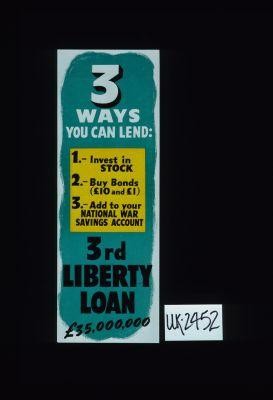 3
WAYS
YOU CAN LEND:
1.- Invest in
STOCK
2.- Buy Bonds
(£10 and £1)
3.- Add to your
NATIONAL WAR
SAVINGS ACCOUNT
3rd
LIBERTY
LOAN
£35,000,000
UK-2452